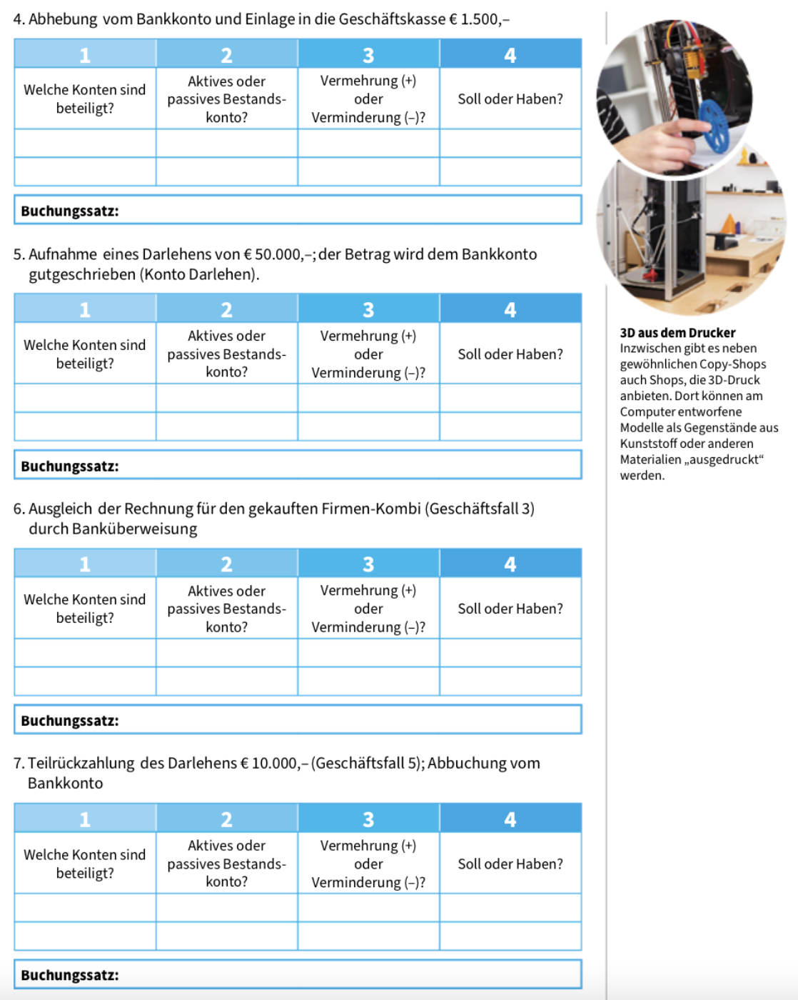 4. Abhebung vom Bankkonto und Einlage in die Geschäftskasse € 1.500,–
1 2 3 4
Welche Konten sind beteiligt?
Aktives oder passives Bestands-konto?
Vermehrung (+) oder Verminderung (–)?
Soll oder Haben?
Buchungssatz:
5. Aufnahme eines Darlehens von € 50.000,–; der Betrag wird dem Bankkonto
gutgeschrieben (Konto Darlehen).
1 2 3 4
Welche Konten sind beteiligt?
Aktives oder passives Bestands-konto?
Vermehrung (+) oder Verminderung (–)?
Soll oder Haben?
Buchungssatz:
6. Ausgleich der Rechnung für den gekauften Firmen-Kombi (Geschäftsfall 3)
durch Banküberweisung
1 2 3 4
Welche Konten sind beteiligt?
Aktives oder passives Bestands-konto?
Vermehrung (+) oder Verminderung (–)?
Soll oder Haben?
Buchungssatz:
7. Teilrückzahlung des Darlehens € 10.000,– (Geschäftsfall 5); Abbuchung vom
Bankkonto
1 2 3 4
Welche Konten sind beteiligt?
Aktives oder passives Bestands-konto?
Vermehrung (+) oder Verminderung (–)?
Soll oder Haben?
Buchungssatz:
3D aus dem Drucker
Inzwischen gibt es neben
gewöhnlichen Copy-Shops
auch Shops, die 3D-Druck
anbieten. Dort können am
Computer entworfene
Modelle als Gegenstände aus
Kunststoff oder anderen
Materialien „ausgedruckt“
werden.